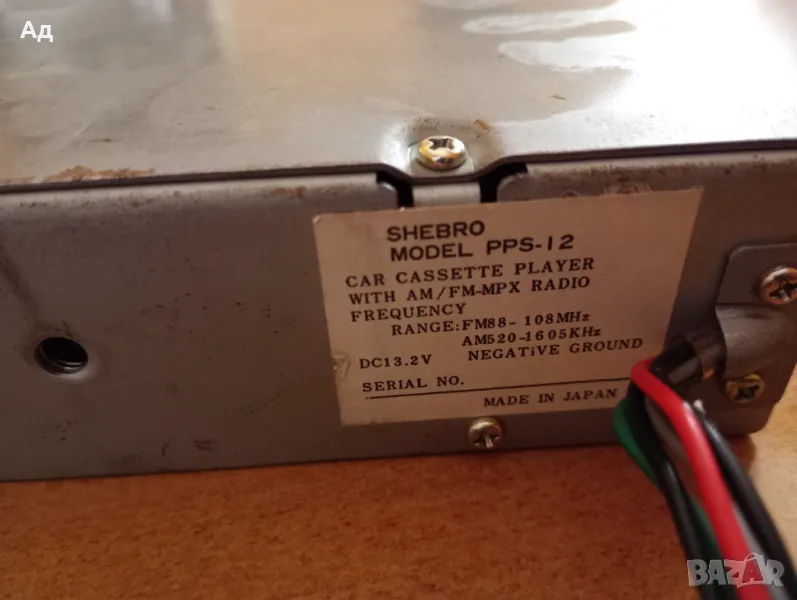 Ад
SHEBRO
MODEL PPS-12
CAR CASSETTE PLAYER
WITH AM/FM-MPX RADIO
FREQUENCY
RANGE:FM88-108MHz
AM520-1605KHz
DC13.2V NEGATiVE GROUND
SERIAL NO.
MADE IN JAPAN
BAZAR